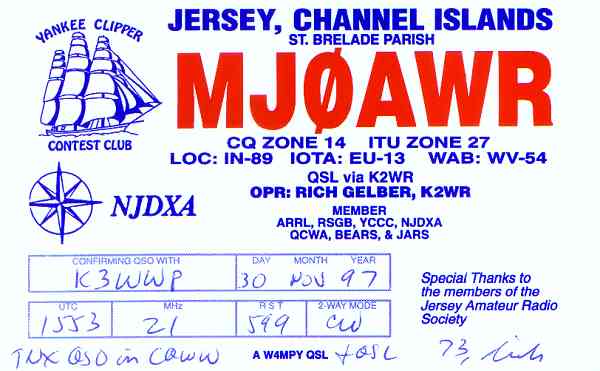 YANKEE CLIPPER
CONTEST CLUB
JERSEY, CHANNEL ISLANDS
ST. BRELADE PARISH
MJØAWR
CQ ZONE 14 ITU ZONE 27
LOC: IN-89 IOTA: EU-13 WAB: WV-54
QSL via K2WR
OPR: RICH GELBER, K2WR
NJDXA
MEMBER
ARRL, RSGB, YCCC, NJDXA
QCWA, BEARS, & JARS
CONFIRMING QSO WITH DAY MONTH YEAR
K3WWP 30 NOV 97
UTC MHz RST 2-WAY MODE
1553 21 599 CW
Special Thanks to
the members of the
Jersey Amateur Radio
Society
TNX QSO in CQWW
A W4MPY QSL
73, Rich